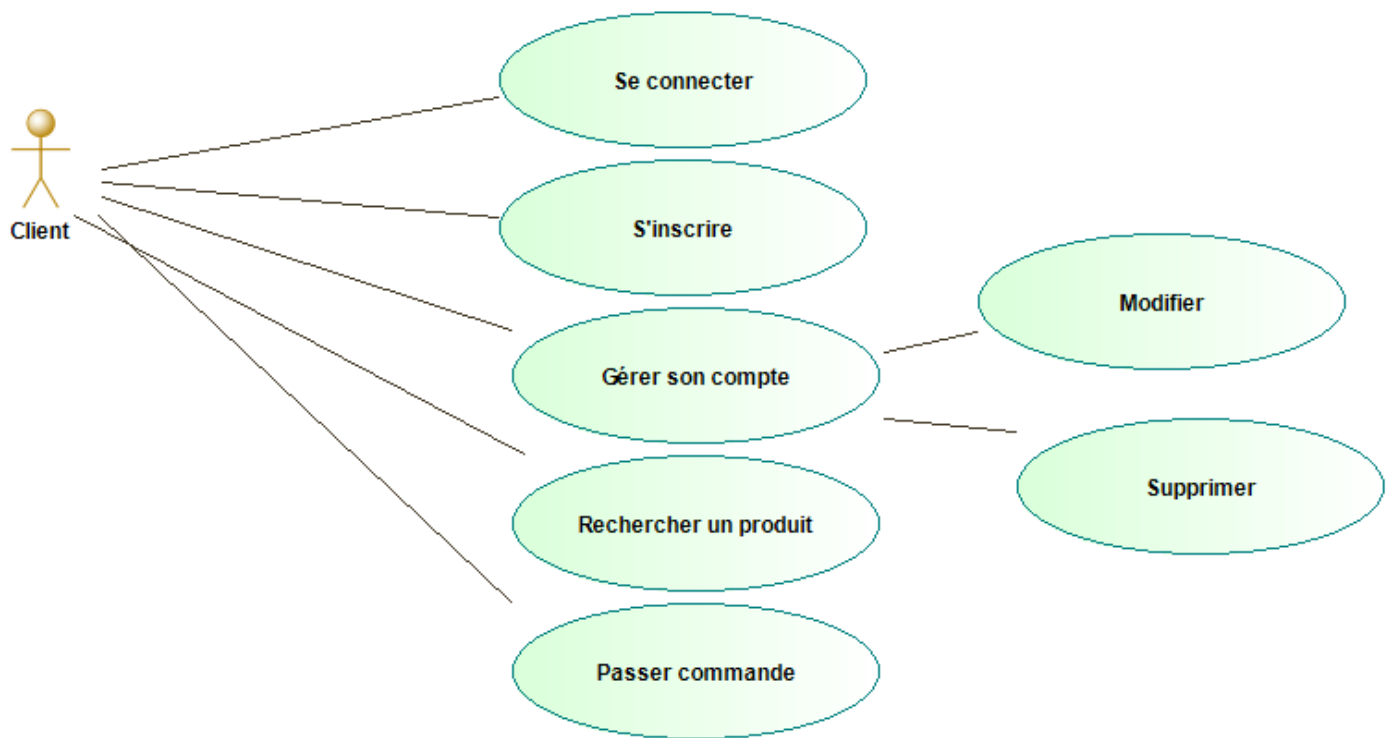 Se connecter
Client
S'inscrire
Modifier
Gérer son compte
Supprimer
Rechercher un produit
Passer commande